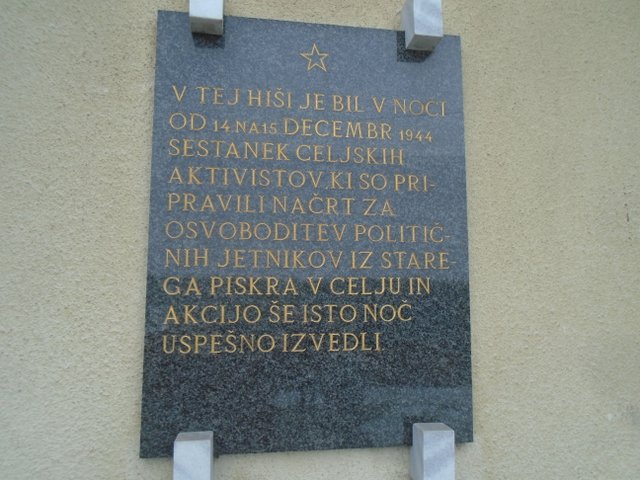 V TEJ HIŠI JE BIL V NOČI
OD 14. NA 15. DECEMBR 1944
SESTANEK CELJSKIH
AKTIVISTOV, KI SO PRI-
PRAVILI NAČRT ZA
OSVOBODITEV POLITIČ-
NIH JETNIKOV IZ STARE-
GA PISKRA V CELJU IN
AKCIJO ŠE ISTO NOČ
USPEŠNO IZVEDLI